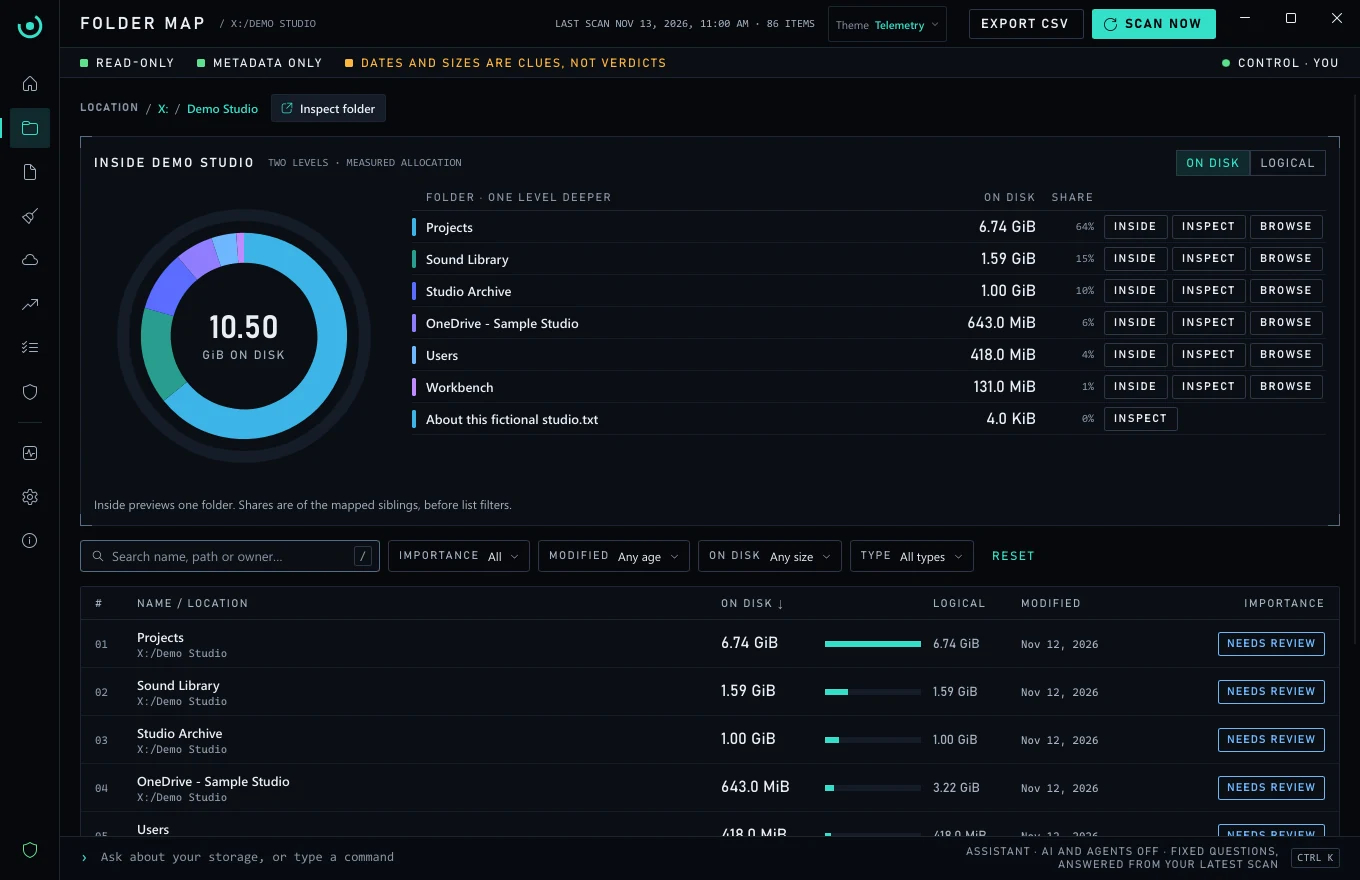 FOLDER MAP / X:/DEMO STUDIO
LAST SCAN NOV 13, 2026, 11:00 AM · 86 ITEMS
Theme Telemetry
EXPORT CSV
SCAN NOW
READ-ONLY
METADATA ONLY
DATES AND SIZES ARE CLUES, NOT VERDICTS
CONTROL · YOU
LOCATION / X: / Demo Studio
Inspect folder
INSIDE DEMO STUDIO TWO LEVELS · MEASURED ALLOCATION
ON DISK LOGICAL
10.50
GiB ON DISK
FOLDER · ONE LEVEL DEEPER ON DISK SHARE
Projects 6.74 GiB 64% INSIDE INSPECT BROWSE
Sound Library 1.59 GiB 15% INSIDE INSPECT BROWSE
Studio Archive 1.00 GiB 10% INSIDE INSPECT BROWSE
OneDrive - Sample Studio 643.0 MiB 6% INSIDE INSPECT BROWSE
Users 418.0 MiB 4% INSIDE INSPECT BROWSE
Workbench 131.0 MiB 1% INSIDE INSPECT BROWSE
About this fictional studio.txt 4.0 KiB 0% INSPECT
Inside previews one folder. Shares are of the mapped siblings, before list filters.
Search name, path or owner... /
IMPORTANCE All
MODIFIED Any age
ON DISK Any size
TYPE All types
RESET
# NAME / LOCATION ON DISK ↓ LOGICAL MODIFIED IMPORTANCE
01 Projects 6.74 GiB 6.74 GiB Nov 12, 2026 NEEDS REVIEW
X:/Demo Studio
02 Sound Library 1.59 GiB 1.59 GiB Nov 12, 2026 NEEDS REVIEW
X:/Demo Studio
03 Studio Archive 1.00 GiB 1.00 GiB Nov 12, 2026 NEEDS REVIEW
X:/Demo Studio
04 OneDrive - Sample Studio 643.0 MiB 3.22 GiB Nov 12, 2026 NEEDS REVIEW
X:/Demo Studio
05 Users 418.0 MiB 418.0 MiB Nov 12, 2026 NEEDS REVIEW
› Ask about your storage, or type a command
ASSISTANT · AI AND AGENTS OFF · FIXED QUESTIONS,
ANSWERED FROM YOUR LATEST SCAN
CTRL K